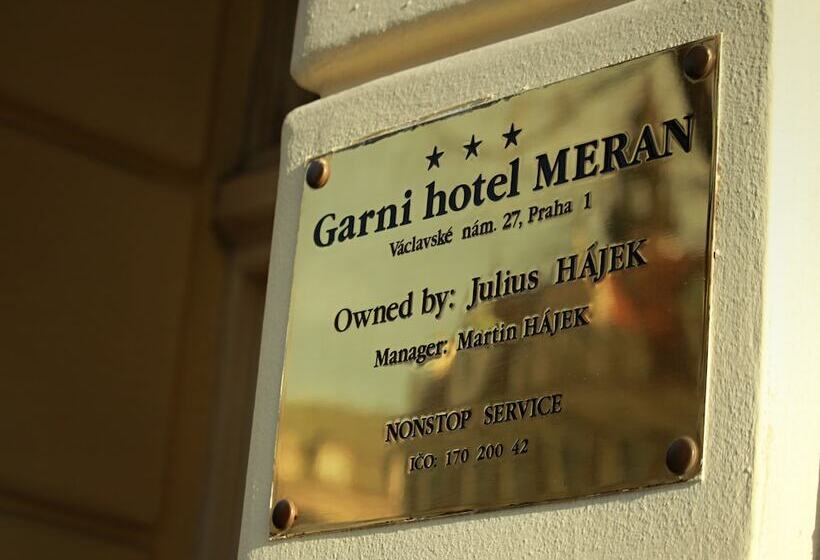 ★ ★ ★
Garni hotel MERAN
Václavské nám. 27, Praha 1
Owned by: Julius HÁJEK
Manager: Martin HÁJEK
NONSTOP SERVICE
IČO: 170 200 42